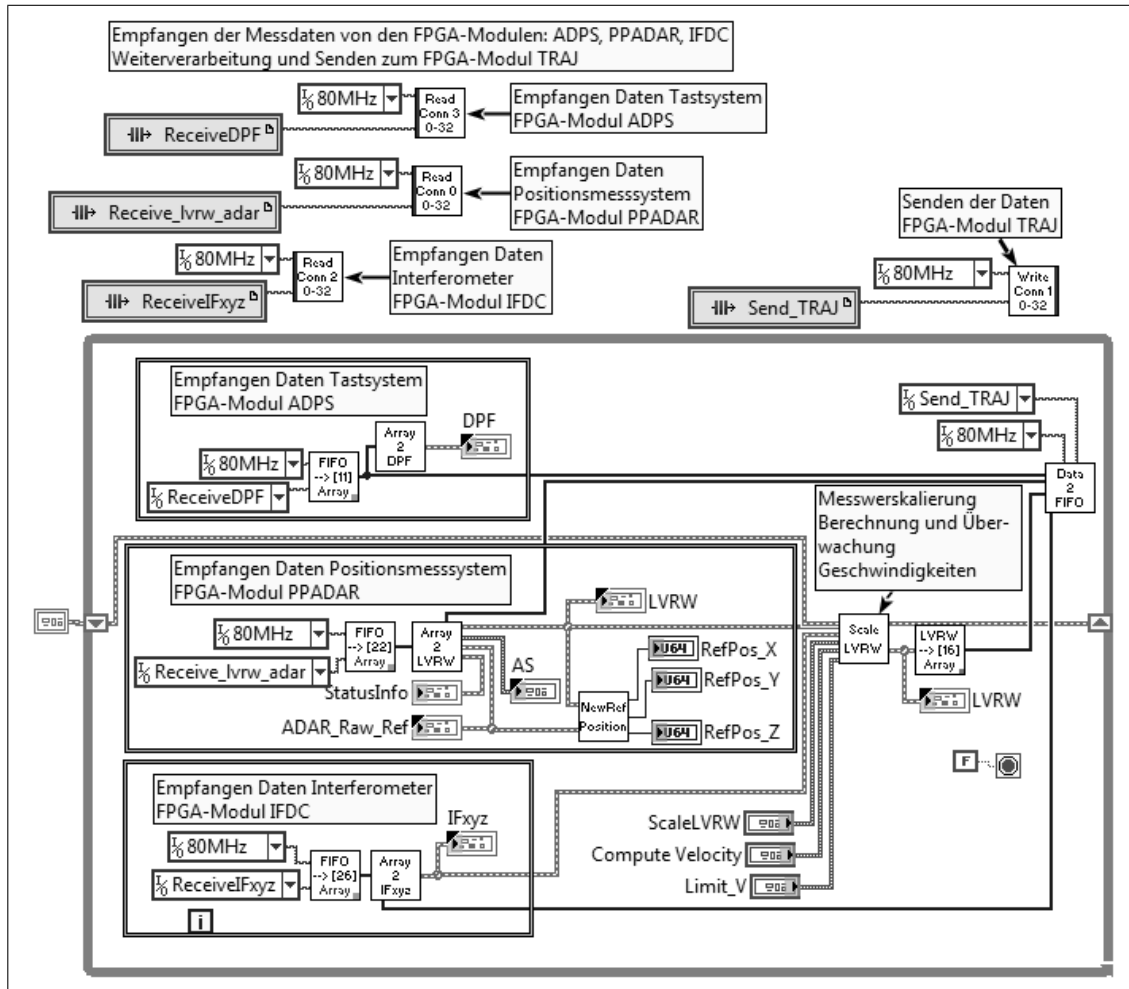 Empfangen der Messdaten von den FPGA-Modulen: ADPS, PPADAR, IFDC
Weiterverarbeitung und Senden zum FPGA-Modul TRAJ
80MHz
Read
Conn 3
0-32
Empfangen Daten Tastsystem
FPGA-Modul ADPS
ReceiveDPF
80MHz
Read
Conn 0
0-32
Empfangen Daten
Positionsmesssystem
FPGA-Modul PPADAR
Receive_lvrw_adar
80MHz
Read
Conn 2
0-32
Empfangen Daten
Interferometer
FPGA-Modul IFDC
ReceiveIFxyz
Senden der Daten
FPGA-Modul TRAJ
80MHz
Write
Conn 1
0-32
Send_TRAJ
Empfangen Daten Tastsystem
FPGA-Modul ADPS
80MHz
ReceiveDPF
FIFO
--> [11]
Array
Array
2
DPF
DPF
Send_TRAJ
80MHz
Data
2
FIFO
Messwerskalierung
Berechnung und Über-
wachung
Geschwindigkeiten
Empfangen Daten Positionsmesssystem
FPGA-Modul PPADAR
80MHz
Receive_lvrw_adar
FIFO
--> [22]
Array
Array
2
LVRW
StatusInfo
ADAR_Raw_Ref
AS
LVRW
NewRef
Position
U64
RefPos_X
U64
RefPos_Y
U64
RefPos_Z
Scale
LVRW
LVRW
--> [16]
Array
LVRW
F
Empfangen Daten Interferometer
FPGA-Modul IFDC
80MHz
ReceiveIFxyz
FIFO
--> [26]
Array
Array
2
IFxyz
IFxyz
i
ScaleLVRW
Compute Velocity
Limit_V